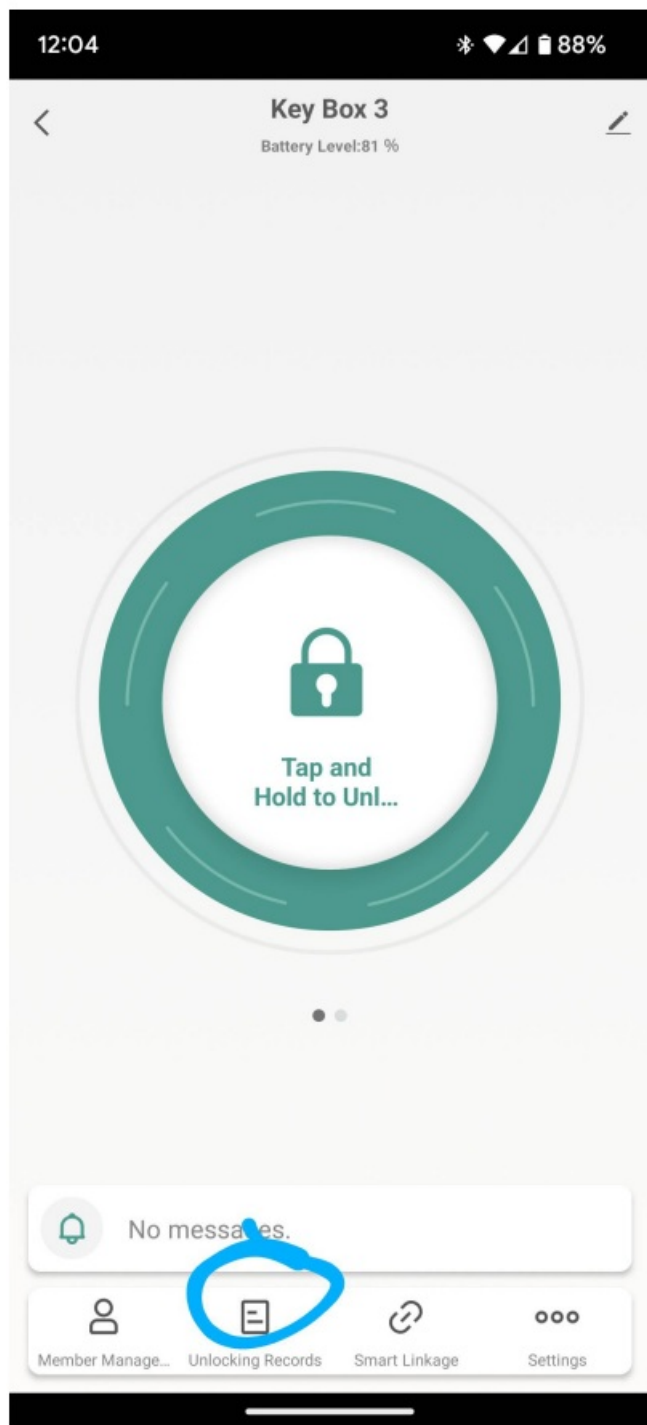 12:04
88%
Key Box 3
Battery Level:81 %
Tap and
Hold to Unl...
No messages.
Member Manage...
Unlocking Records
Smart Linkage
Settings